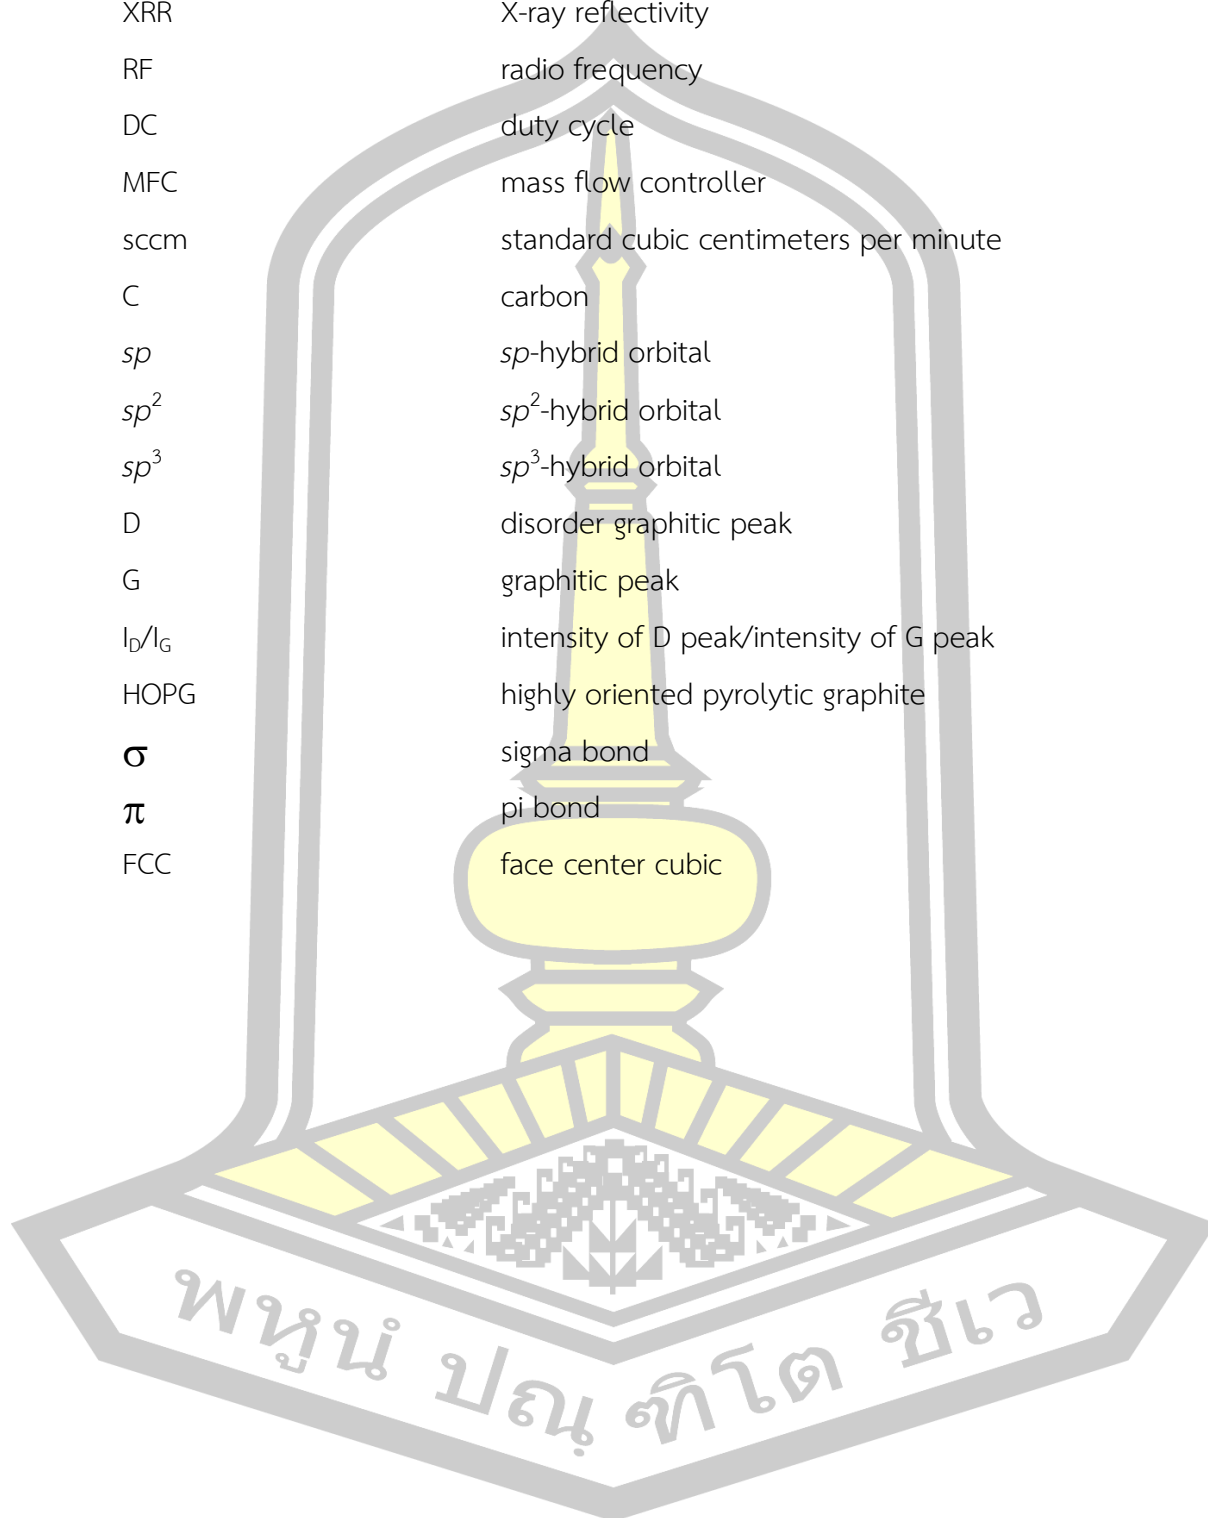 XRR X-ray reflectivity
RF radio frequency
DC duty cycle
MFC mass flow controller
sccm standard cubic centimeters per minute
C carbon
sp sp-hybrid orbital
sp² sp²-hybrid orbital
sp³ sp³-hybrid orbital
D disorder graphitic peak
G graphitic peak
I_D/I_G intensity of D peak/intensity of G peak
HOPG highly oriented pyrolytic graphite
σ sigma bond
π pi bond
FCC face center cubic
พหูนํ ปณฺ ฑิโต ชีเว